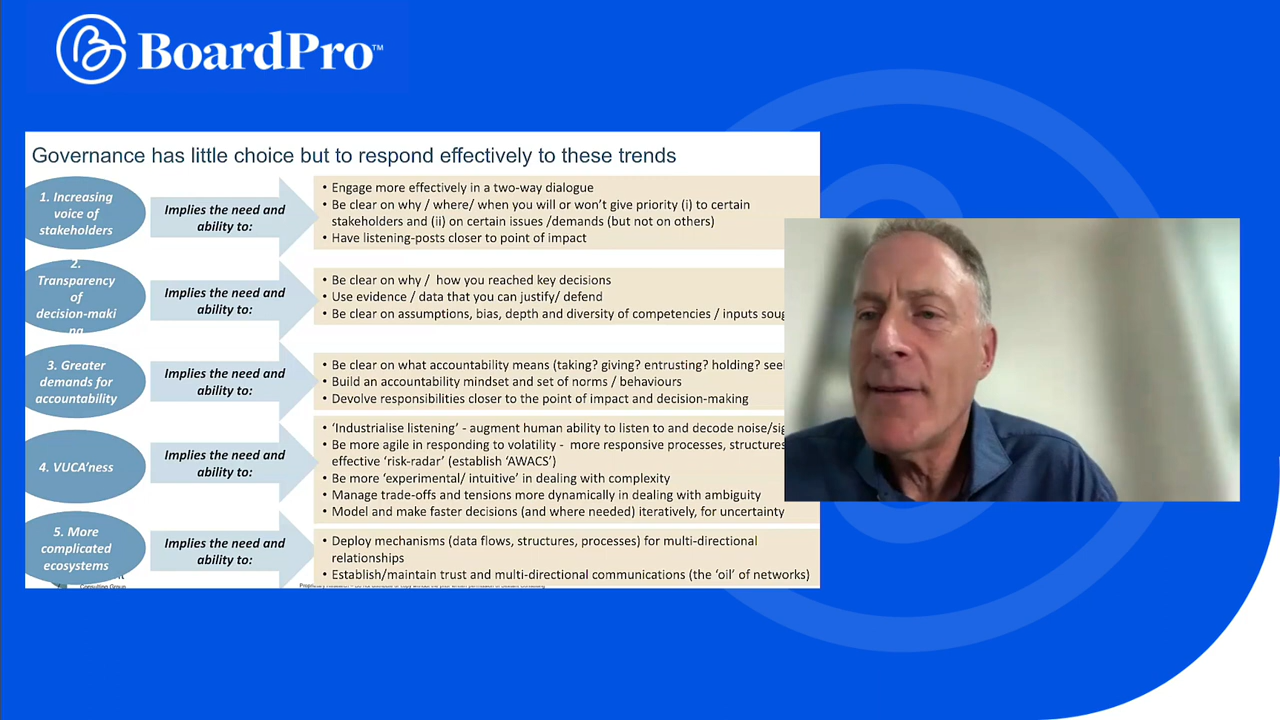 BoardPro™
Governance has little choice but to respond effectively to these trends
1. Increasing
voice of
stakeholders
Implies the need and
ability to:
• Engage more effectively in a two-way dialogue
• Be clear on why / where/ when you will or won't give priority (i) to certain
stakeholders and (ii) on certain issues /demands (but not on others)
• Have listening-posts closer to point of impact
2.
Transparency
of
decision-maki
ng
Implies the need and
ability to:
• Be clear on why / how you reached key decisions
• Use evidence / data that you can justify/ defend
• Be clear on assumptions, bias, depth and diversity of competencies / inputs
3. Greater
demands for
accountability
Implies the need and
ability to:
• Be clear on what accountability means (taking? giving? entrusting? holding?
• Build an accountability mindset and set of norms / behaviours
• Devolve responsibilities closer to the point of impact and decision-making
4. VUCA'ness
Implies the need and
ability to:
• 'Industrialise listening' - augment human ability to listen to and decode
• Be more agile in responding to volatility - more responsive processes, structures
effective 'risk-radar' (establish 'AWACS')
• Be more 'experimental/ intuitive' in dealing with complexity
• Manage trade-offs and tensions more dynamically in dealing with ambiguity
• Model and make faster decisions (and where needed) iteratively, for uncertainty
5. More
complicated
ecosystems
Implies the need and
ability to:
• Deploy mechanisms (data flows, structures, processes) for multi-directional
relationships
• Establish/maintain trust and multi-directional communications (the 'oil' of networks)